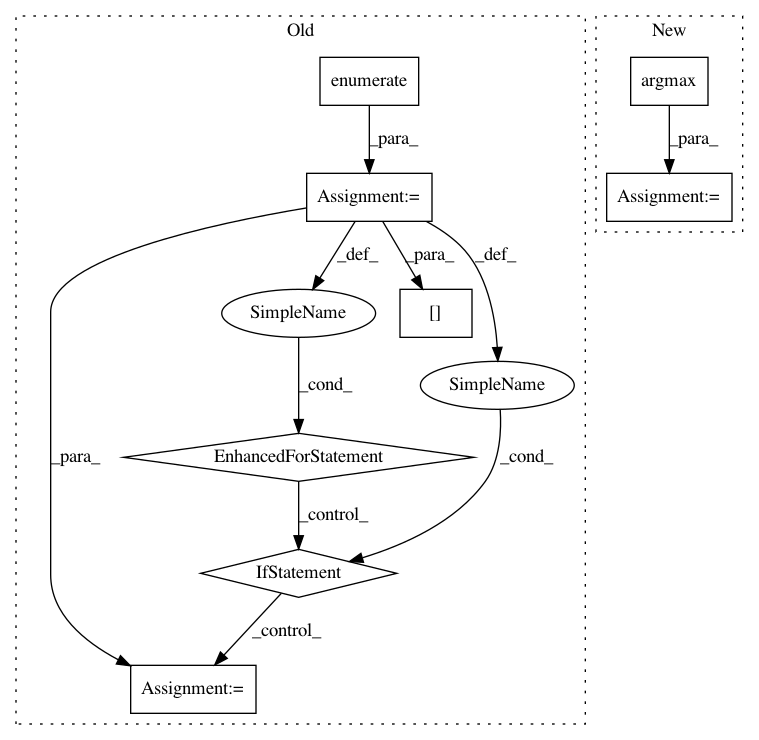 Old
New
enumerate
argmax
_para_
_para_
Assignment:=
Assignment:=
_def_
_para_
_def_
SimpleName
[]
SimpleName
_cond_
_para_
EnhancedForStatement
_cond_
_control_
IfStatement
_control_
Assignment:=